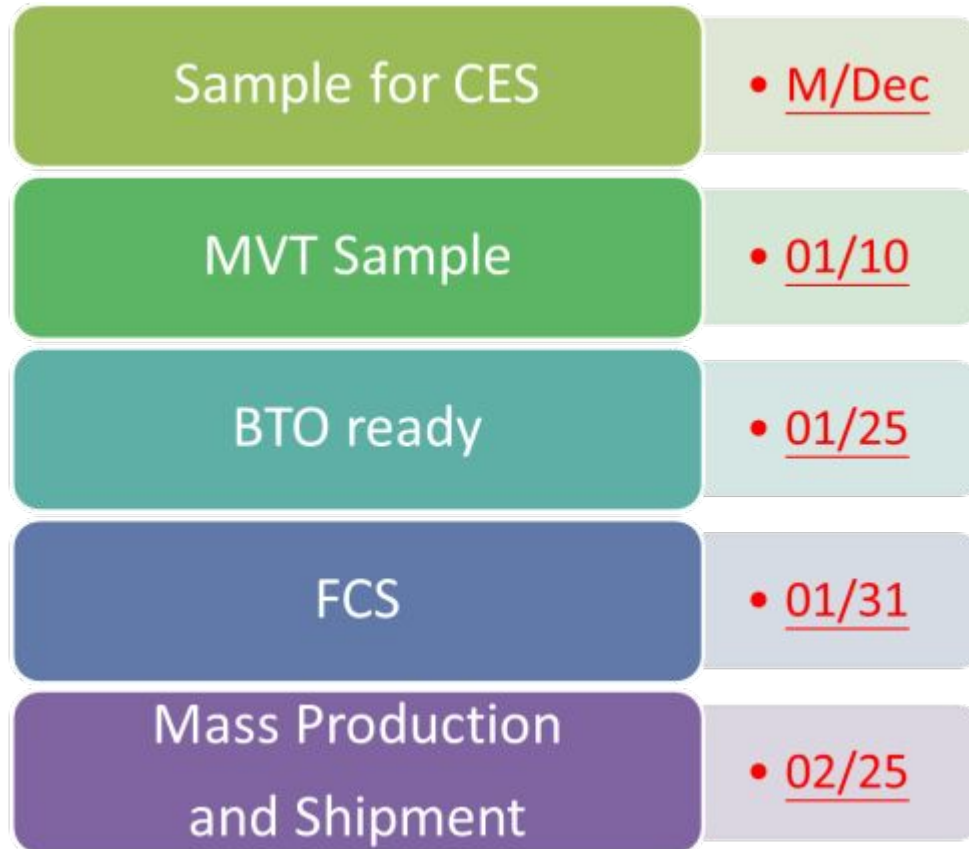 Sample for CES
• M/Dec
MVT Sample
• 01/10
BTO ready
• 01/25
FCS
• 01/31
Mass Production
and Shipment
• 02/25